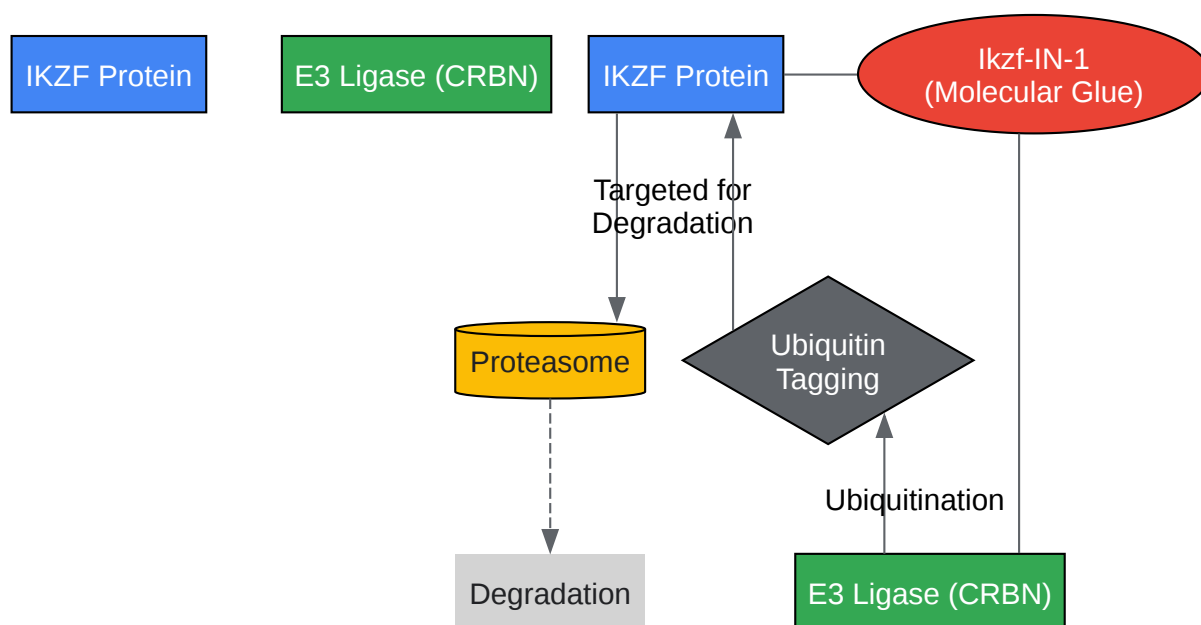 IKZF Protein
E3 Ligase (CRBN)
IKZF Protein
Ikzf-IN-1
(Molecular Glue)
Targeted for
Degradation
Proteasome
Ubiquitin
Tagging
Ubiquitination
Degradation
E3 Ligase (CRBN)